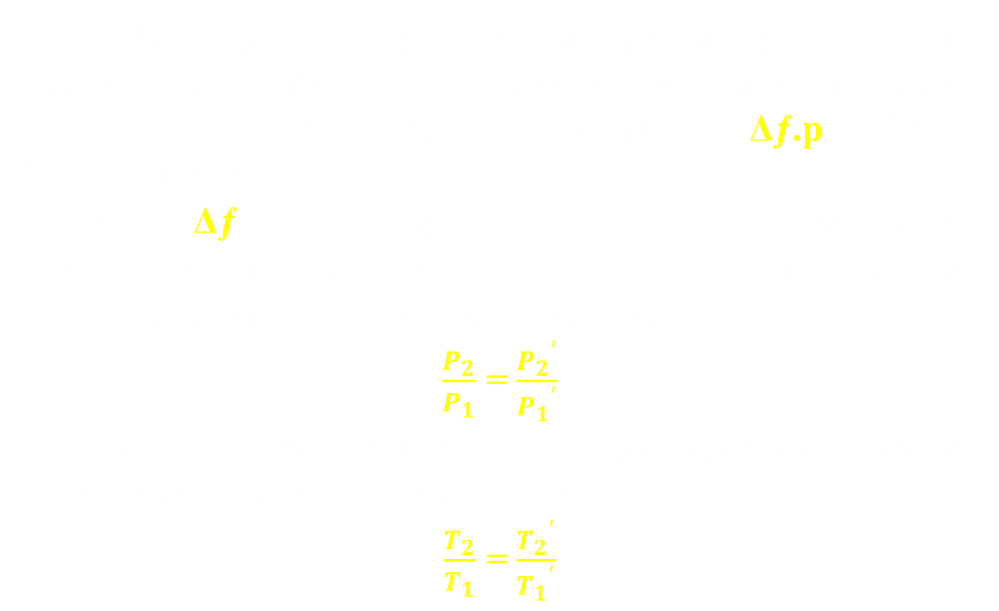 Δf.p
Δf
P₂/P₁ = P₂′/P₁′
T₂/T₁ = T₂′/T₁′